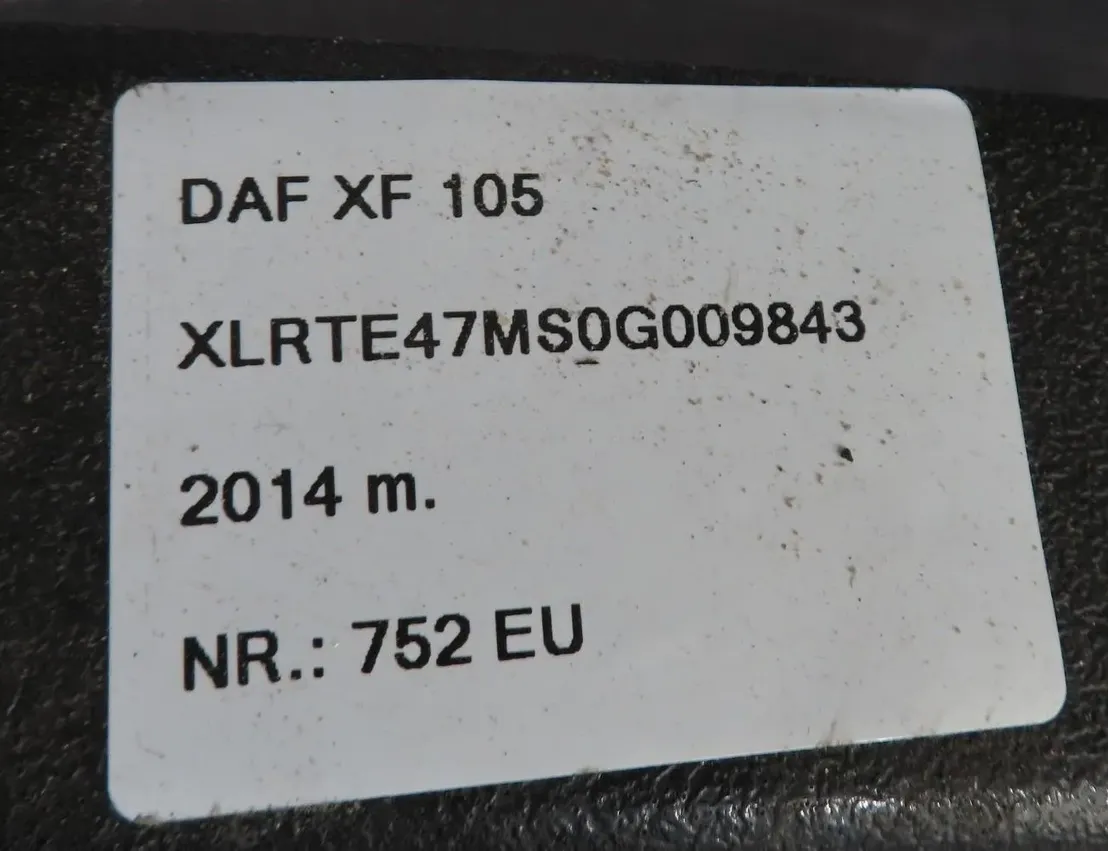 DAF XF 105
XLRTE47MS0G009843
2014 m.
NR.: 752 EU